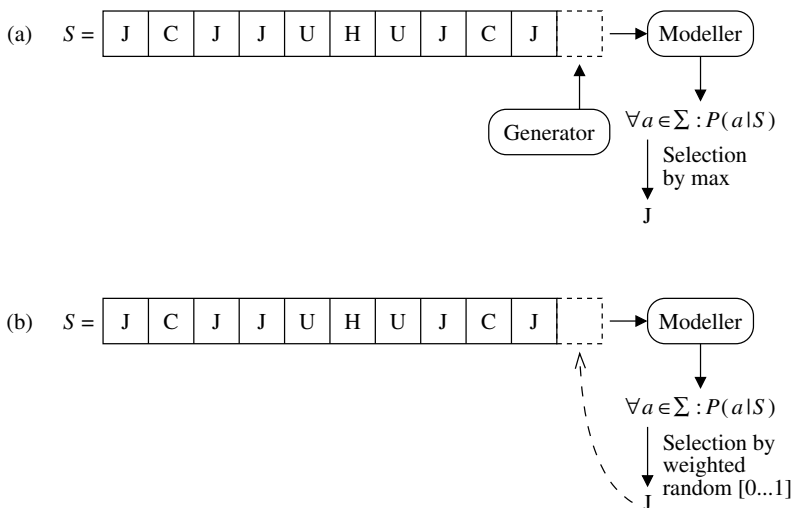 (a) S = J C J J U H U J C J
Modeller
Generator
∀a∈Σ : P(a|S)
Selection
by max
J
(b) S = J C J J U H U J C J
Modeller
∀a∈Σ : P(a|S)
Selection by
weighted
random [0...1]
J